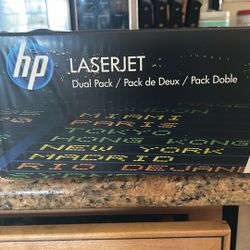 hp
LASERJET
Dual Pack / Pack de Deux / Pack Doble
MIAMI
PARIS
TOKYO
HONG KONG
NEW YORK
MADRID
RIO DE JANEI